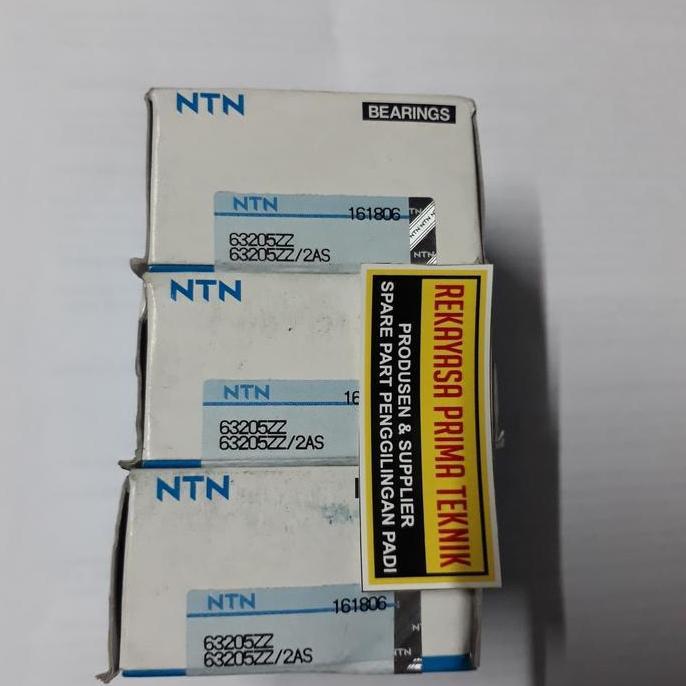 NTN
BEARINGS
NTN
161806
63205ZZ
63205ZZ/2AS
NTN
NTN
16
63205ZZ
63205ZZ/2AS
NTN
NTN
161806
63205ZZ
63205ZZ/2AS
REKAYASA PRIMA TEKNIK
PRODUSEN & SUPPLIER
SPARE PART PENGGILINGAN PADI